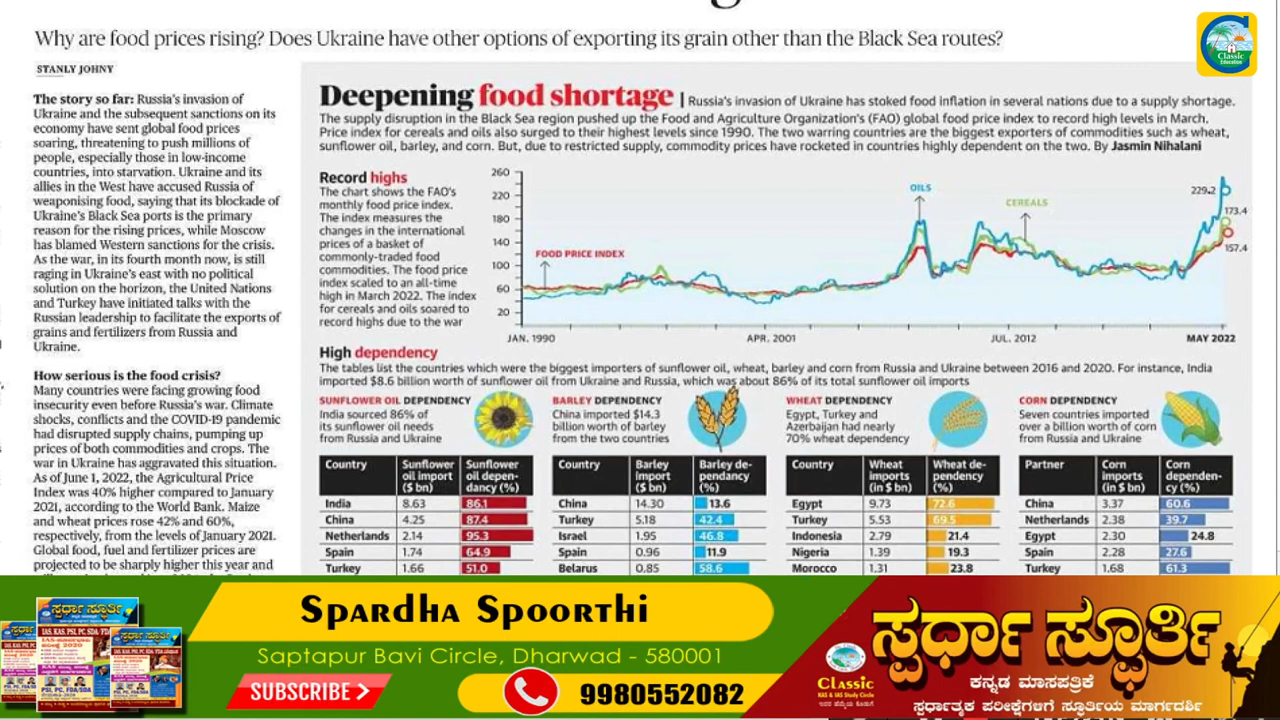 Why are food prices rising? Does Ukraine have other options of exporting its grain other than the Black Sea routes?
Classic
Education
STANLY JOHNY
The story so far: Russia's invasion of
Ukraine and the subsequent sanctions on its
economy have sent global food prices
soaring, threatening to push millions of
people, especially those in low-income
countries, into starvation. Ukraine and its
allies in the West have accused Russia of
weaponising food, saying that its blockade of
Ukraine's Black Sea ports is the primary
reason for the rising prices, while Moscow
has blamed Western sanctions for the crisis.
As the war, in its fourth month now, is still
raging in Ukraine's east with no political
solution on the horizon, the United Nations
and Turkey have initiated talks with the
Russian leadership to facilitate the exports of
grains and fertilizers from Russia and
Ukraine.
How serious is the food crisis?
Many countries were facing growing food
insecurity even before Russia's war. Climate
shocks, conflicts and the COVID-19 pandemic
had disrupted supply chains, pumping up
prices of both commodities and crops. The
war in Ukraine has aggravated this situation.
As of June 1, 2022, the Agricultural Price
Index was 40% higher compared to January
2021, according to the World Bank. Maize
and wheat prices rose 42% and 60%,
respectively, from the levels of January 2021.
Global food, fuel and fertilizer prices are
projected to be sharply higher this year and
Deepening food shortage | Russia's invasion of Ukraine has stoked food inflation in several nations due to a supply shortage.
The supply disruption in the Black Sea region pushed up the Food and Agriculture Organization's (FAO) global food price index to record high levels in March.
Price index for cereals and oils also surged to their highest levels since 1990. The two warring countries are the biggest exporters of commodities such as wheat,
sunflower oil, barley, and corn. But, due to restricted supply, commodity prices have rocketed in countries highly dependent on the two. By Jasmin Nihalani
Record highs
The chart shows the FAO's
monthly food price index.
The index measures the
changes in the international
prices of a basket of
commonly-traded food
commodities. The food price
index scaled to an all-time
high in March 2022. The index
for cereals and oils soared to
record highs due to the war
260
220
180
140
100
60
20
FOOD PRICE INDEX
OILS
CEREALS
229.2
173.4
157.4
JAN. 1990 APR. 2001 JUL. 2012 MAY 2022
High dependency
The tables list the countries which were the biggest importers of sunflower oil, wheat, barley and corn from Russia and Ukraine between 2016 and 2020. For instance, India
imported $8.6 billion worth of sunflower oil from Ukraine and Russia, which was about 86% of its total sunflower oil imports
SUNFLOWER OIL DEPENDENCY
India sourced 86% of
its sunflower oil needs
from Russia and Ukraine
Country Sunflower oil import ($ bn) Sunflower oil depen- dancy (%)
India 8.63 86.1
China 4.25 87.4
Netherlands 2.14 95.3
Spain 1.74 64.9
Turkey 1.66 51.0
BARLEY DEPENDENCY
China imported $14.3
billion worth of barley
from the two countries
Country Barley import ($ bn) Barley de- pendancy (%)
China 14.30 13.6
Turkey 5.18 42.4
Israel 1.95 46.8
Spain 0.96 11.9
Belarus 0.85 58.6
WHEAT DEPENDENCY
Egypt, Turkey and
Azerbaijan had nearly
70% wheat dependency
Country Wheat imports (in $ bn) Wheat de- pendency (%)
Egypt 9.73 72.6
Turkey 5.53 69.5
Indonesia 2.79 21.4
Nigeria 1.39 19.3
Morocco 1.31 23.8
CORN DEPENDENCY
Seven countries imported
over a billion worth of corn
from Russia and Ukraine
Partner Corn imports (in $ bn) Corn dependen- cy (%)
China 3.37 60.6
Netherlands 2.38 39.7
Egypt 2.30 24.8
Spain 2.28 27.6
Turkey 1.68 61.3
Spardha Spoorthi
Saptapur Bavi Circle, Dharwad - 580001
SUBSCRIBE
9980552082
Classic
KAS & IAS Study Circle
ಸ್ಪರ್ಧಾ ಸ್ಪೂರ್ತಿ
ಕನ್ನಡ ಮಾಸಪತ್ರಿಕೆ
ಸ್ಪರ್ಧಾತ್ಮಕ ಪರೀಕ್ಷೆಗಳಿಗೆ ಸ್ಫೂರ್ತಿಯ ಮಾರ್ಗದರ್ಶಿ